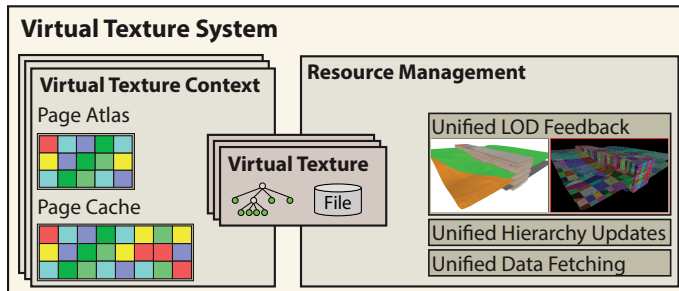 Virtual Texture System
Virtual Texture Context
Page Atlas
Page Cache
Virtual Texture
File
Resource Management
Unified LOD Feedback
Unified Hierarchy Updates
Unified Data Fetching